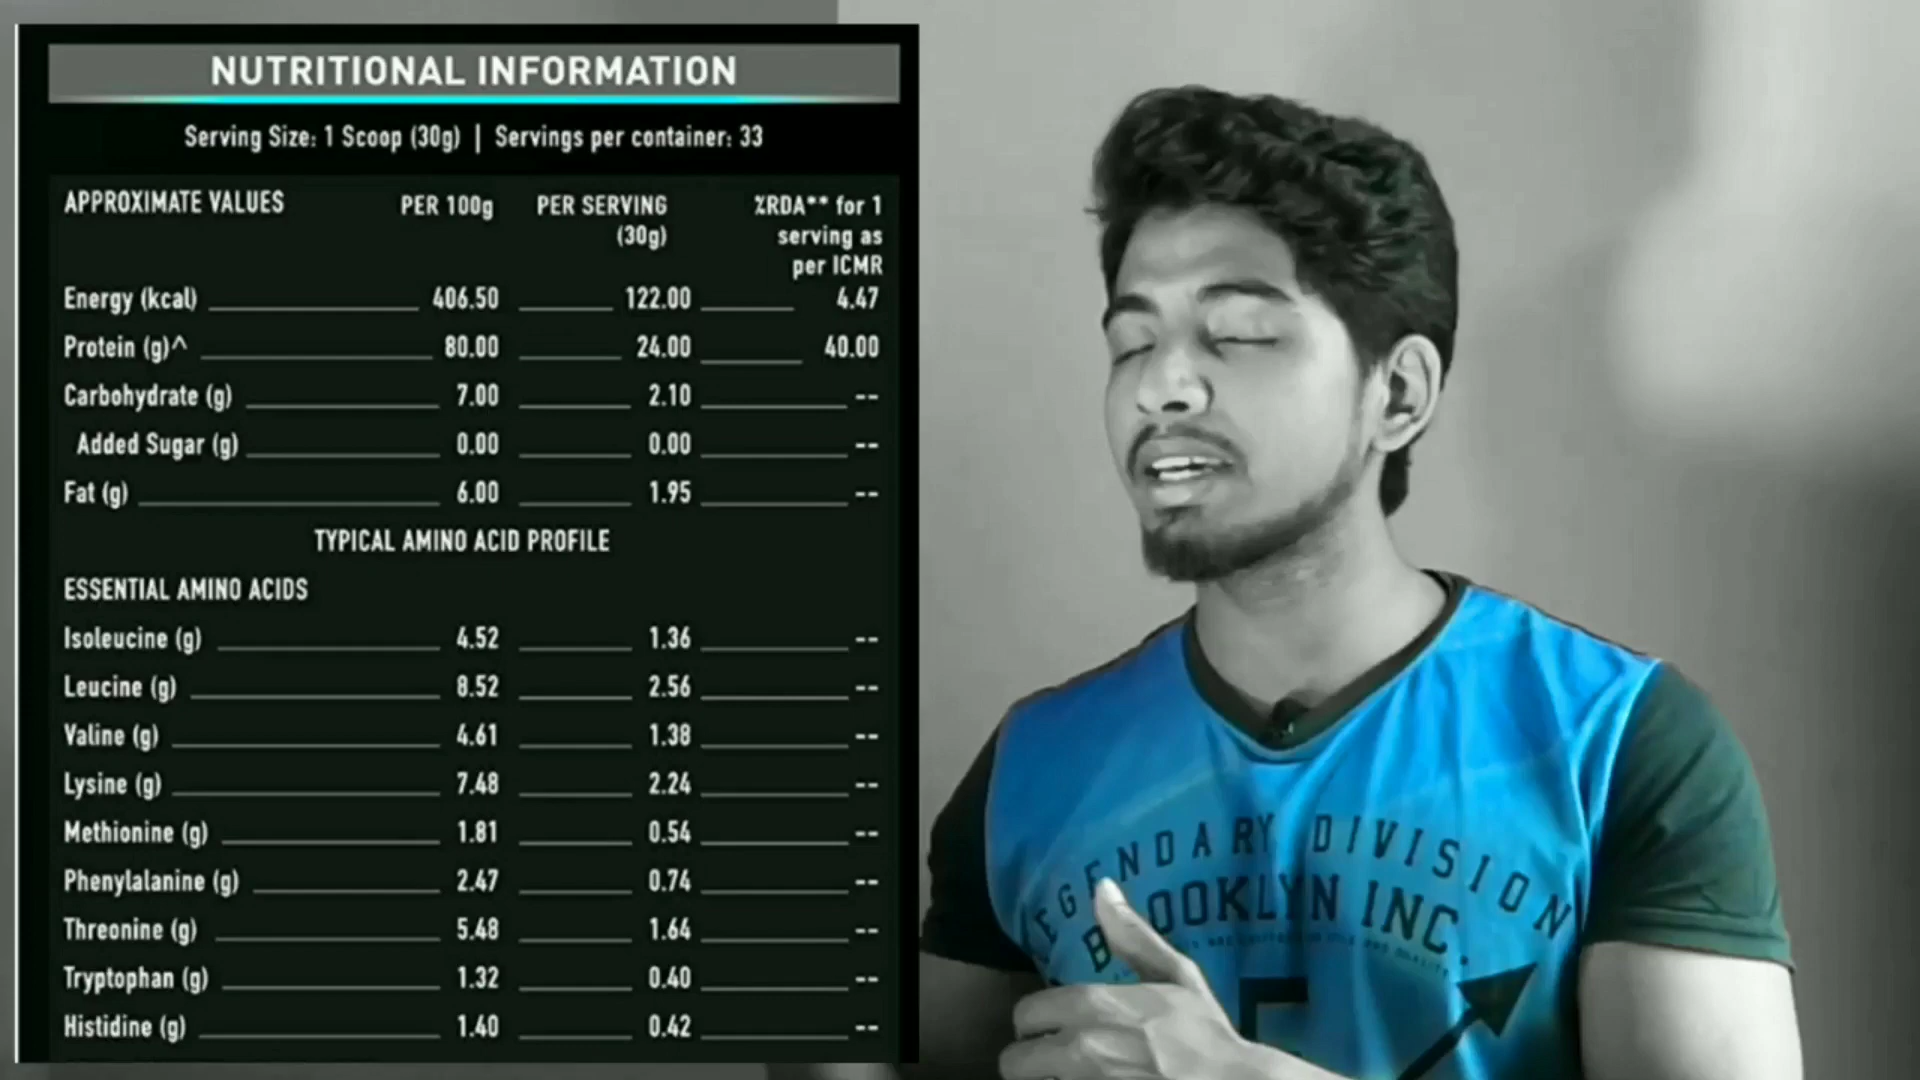 NUTRITIONAL INFORMATION
Serving Size: 1 Scoop (30g) | Servings per container: 33
APPROXIMATE VALUES PER 100g PER SERVING (30g) %RDA** for 1 serving as per ICMR
Energy (kcal) 406.50 122.00 4.47
Protein (g)^ 80.00 24.00 40.00
Carbohydrate (g) 7.00 2.10 --
Added Sugar (g) 0.00 0.00 --
Fat (g) 6.00 1.95 --
TYPICAL AMINO ACID PROFILE
ESSENTIAL AMINO ACIDS
Isoleucine (g) 4.52 1.36 --
Leucine (g) 8.52 2.56 --
Valine (g) 4.61 1.38 --
Lysine (g) 7.48 2.24 --
Methionine (g) 1.81 0.54 --
Phenylalanine (g) 2.47 0.74 --
Threonine (g) 5.48 1.64 --
Tryptophan (g) 1.32 0.40 --
Histidine (g) 1.40 0.42 --
LEGENDARY DIVISION
BROOKLYN INC.